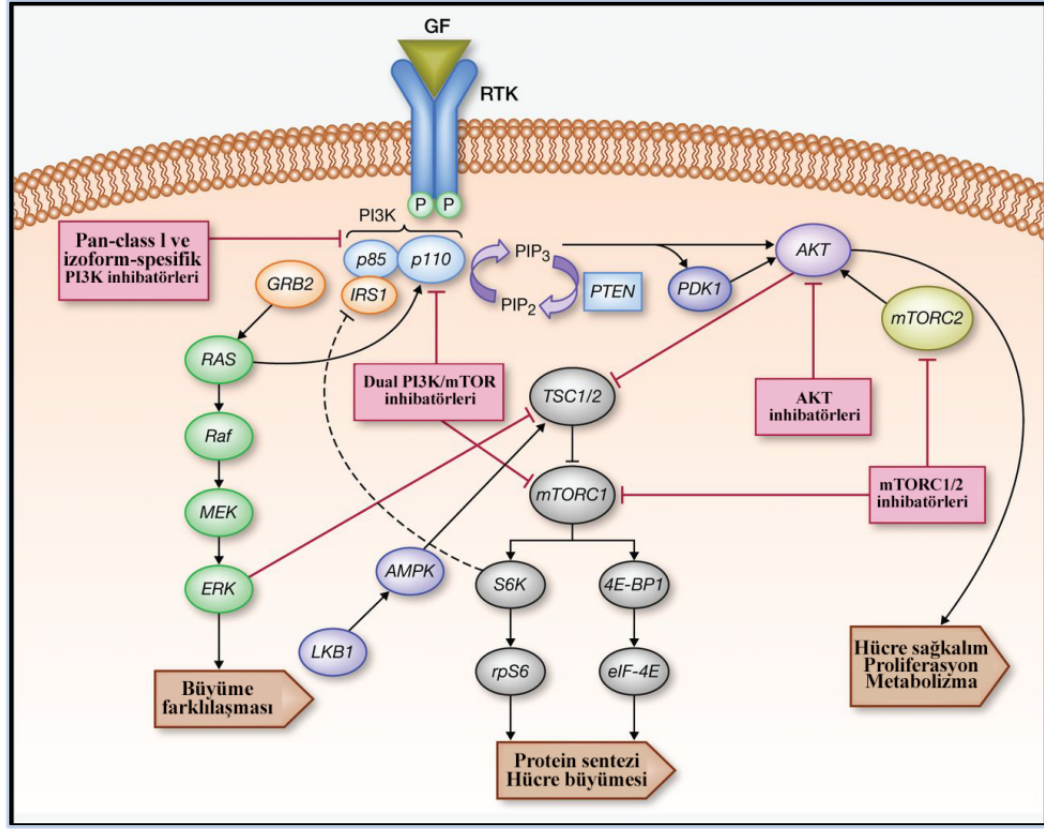 GF
RTK
P P
PI3K
Pan-class l ve
izoform-spesifik
PI3K inhibatörleri
p85 p110
IRS1
GRB2
PIP3
PIP2
PTEN
PDK1
AKT
mTORC2
RAS
Dual PI3K/mTOR
inhibatörleri
TSC1/2
AKT
inhibatörleri
Raf
mTORC1
mTORC1/2
inhibatörleri
MEK
ERK
AMPK
S6K
4E-BP1
LKB1
rpS6
eIF-4E
Hücre sağkalım
Proliferasyon
Metabolizma
Büyüme
farklılaşması
Protein sentezi
Hücre büyümesi